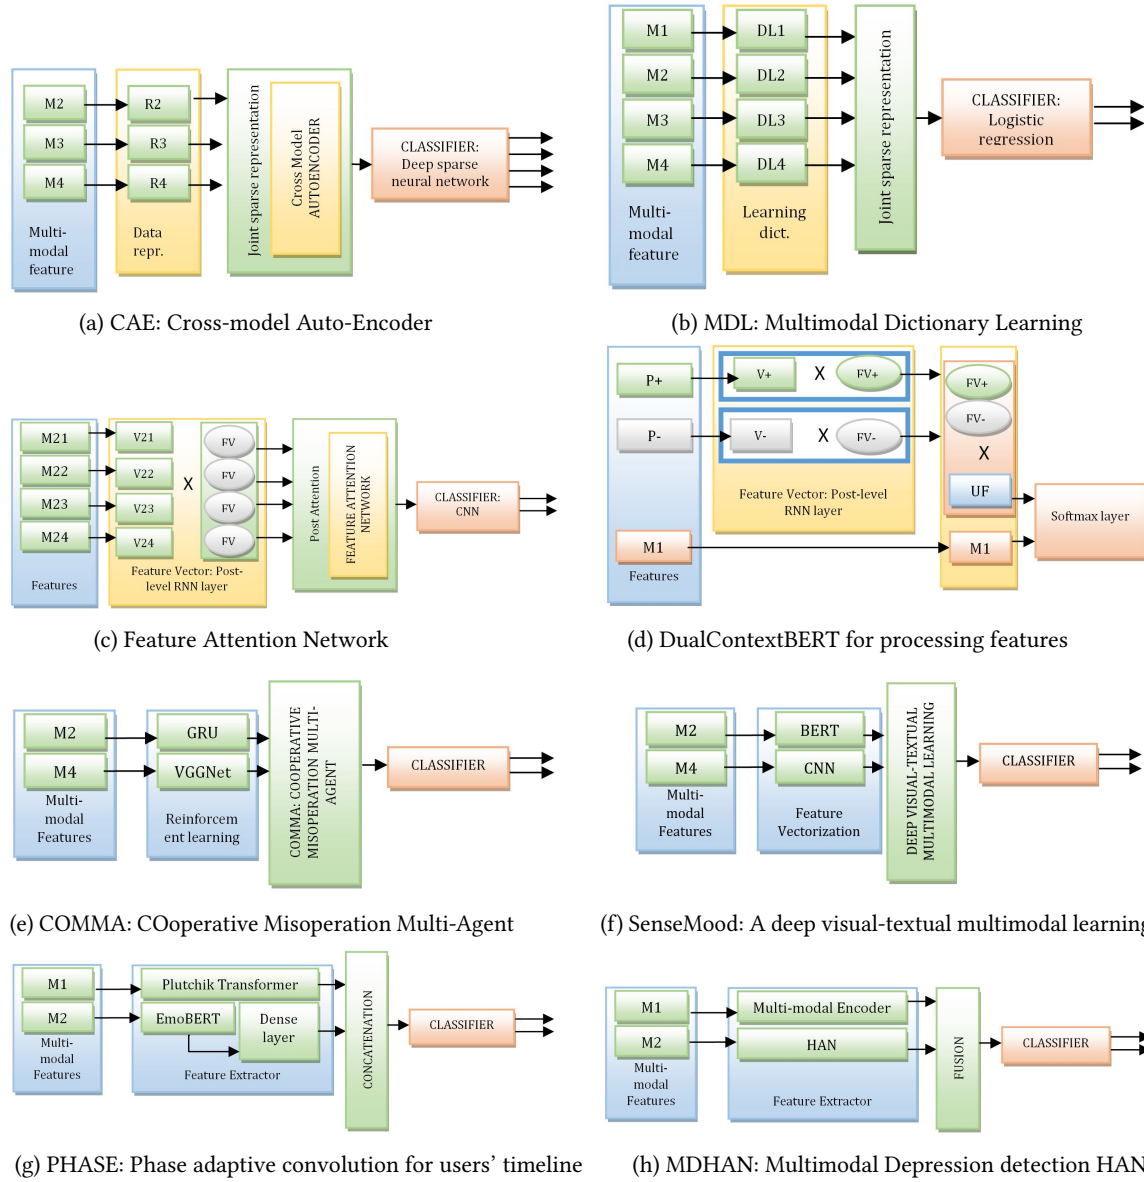 M2
M3
M4
Multi-
modal
feature
R2
R3
R4
Data
repr.
Joint sparse representation
Cross Model
AUTOENCODER
CLASSIFIER:
Deep sparse
neural network
(a) CAE: Cross-model Auto-Encoder
M1
M2
M3
M4
Multi-
modal
feature
DL1
DL2
DL3
DL4
Learning
dict.
Joint sparse representation
CLASSIFIER:
Logistic
regression
(b) MDL: Multimodal Dictionary Learning
M21
M22
M23
M24
Features
V21
V22
V23
V24
X
FV
FV
FV
FV
Feature Vector: Post-
level RNN layer
Post Attention
FEATURE ATTENTION
NETWORK
CLASSIFIER:
CNN
(c) Feature Attention Network
P+
P-
M1
Features
V+
X
FV+
V-
X
FV-
Feature Vector: Post-level
RNN layer
FV+
FV-
X
UF
M1
Softmax layer
(d) DualContextBERT for processing features
M2
M4
Multi-
modal
Features
GRU
VGGNet
Reinforcem
ent learning
COMMA: COOPERATIVE
MISOPERATION MULTI-
AGENT
CLASSIFIER
(e) COMMA: COoperative Misoperation Multi-Agent
M2
M4
Multi-
modal
Features
BERT
CNN
Feature
Vectorization
DEEP VISUAL-TEXTUAL
MULTIMODAL LEARNING
CLASSIFIER
(f) SenseMood: A deep visual-textual multimodal learning
M1
M2
Multi-
modal
Features
Plutchik Transformer
EmoBERT
Dense
layer
Feature Extractor
CONCATENATION
CLASSIFIER
(g) PHASE: Phase adaptive convolution for users' timeline
M1
M2
Multi-
modal
Features
Multi-modal Encoder
HAN
Feature Extractor
FUSION
CLASSIFIER
(h) MDHAN: Multimodal Depression detection HAN